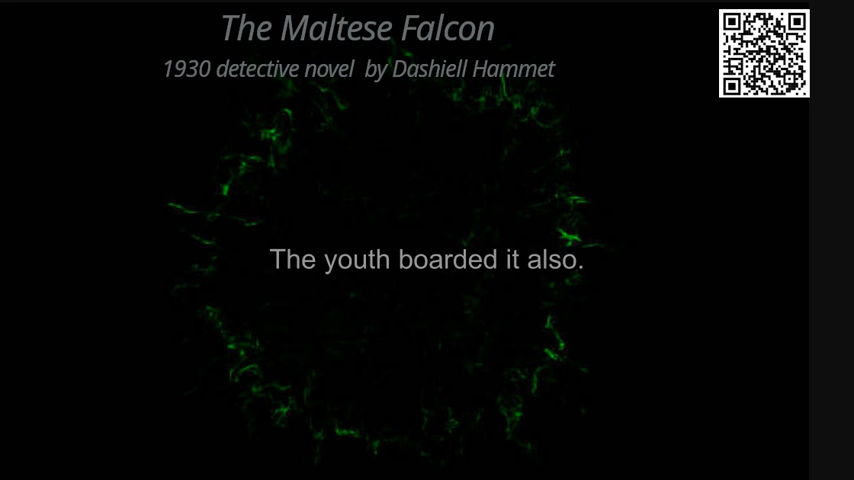 The Maltese Falcon
1930 detective novel by Dashiell Hammet
The youth boarded it also.